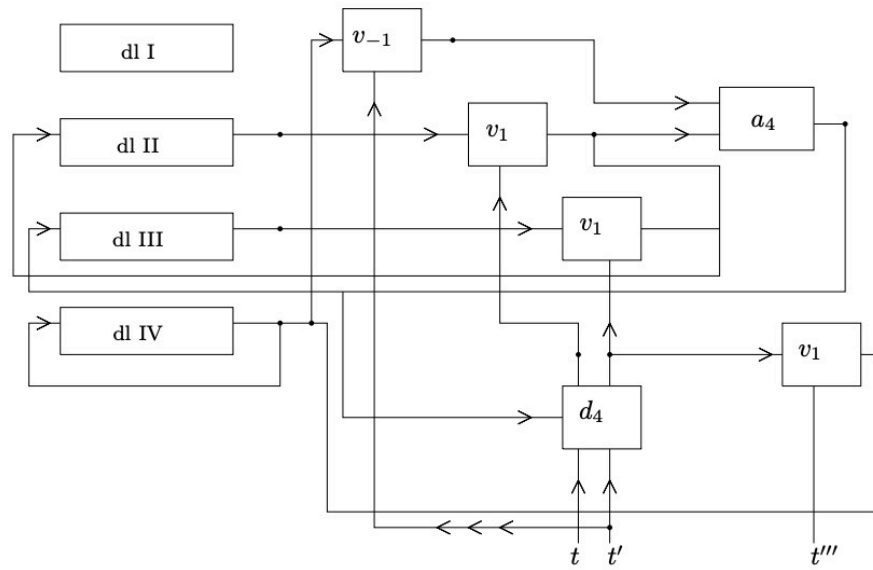 v₋₁
dl I
a₄
v₁
dl II
v₁
dl III
dl IV
v₁
d₄
t t′ t‴